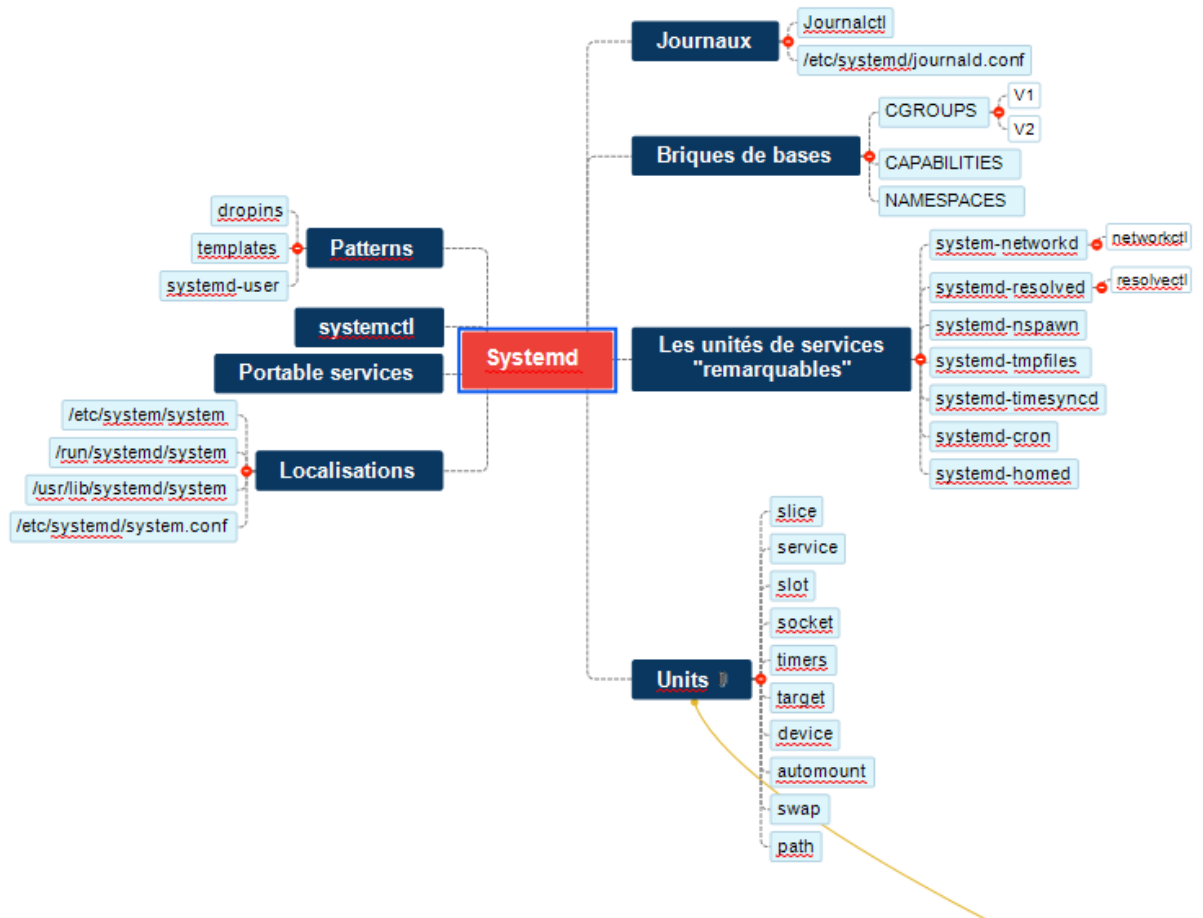 Journaux
Journalctl
/etc/systemd/journald.conf
Briques de bases
CGROUPS
V1
V2
CAPABILITIES
NAMESPACES
dropins
templates
systemd-user
Patterns
systemctl
Portable services
Systemd
Les unités de services
"remarquables"
system-networkd
networkctl
systemd-resolved
resolvectl
systemd-nspawn
systemd-tmpfiles
systemd-timesyncd
systemd-cron
systemd-homed
/etc/system/system
/run/systemd/system
/usr/lib/systemd/system
/etc/systemd/system.conf
Localisations
Units
slice
service
slot
socket
timers
target
device
automount
swap
path